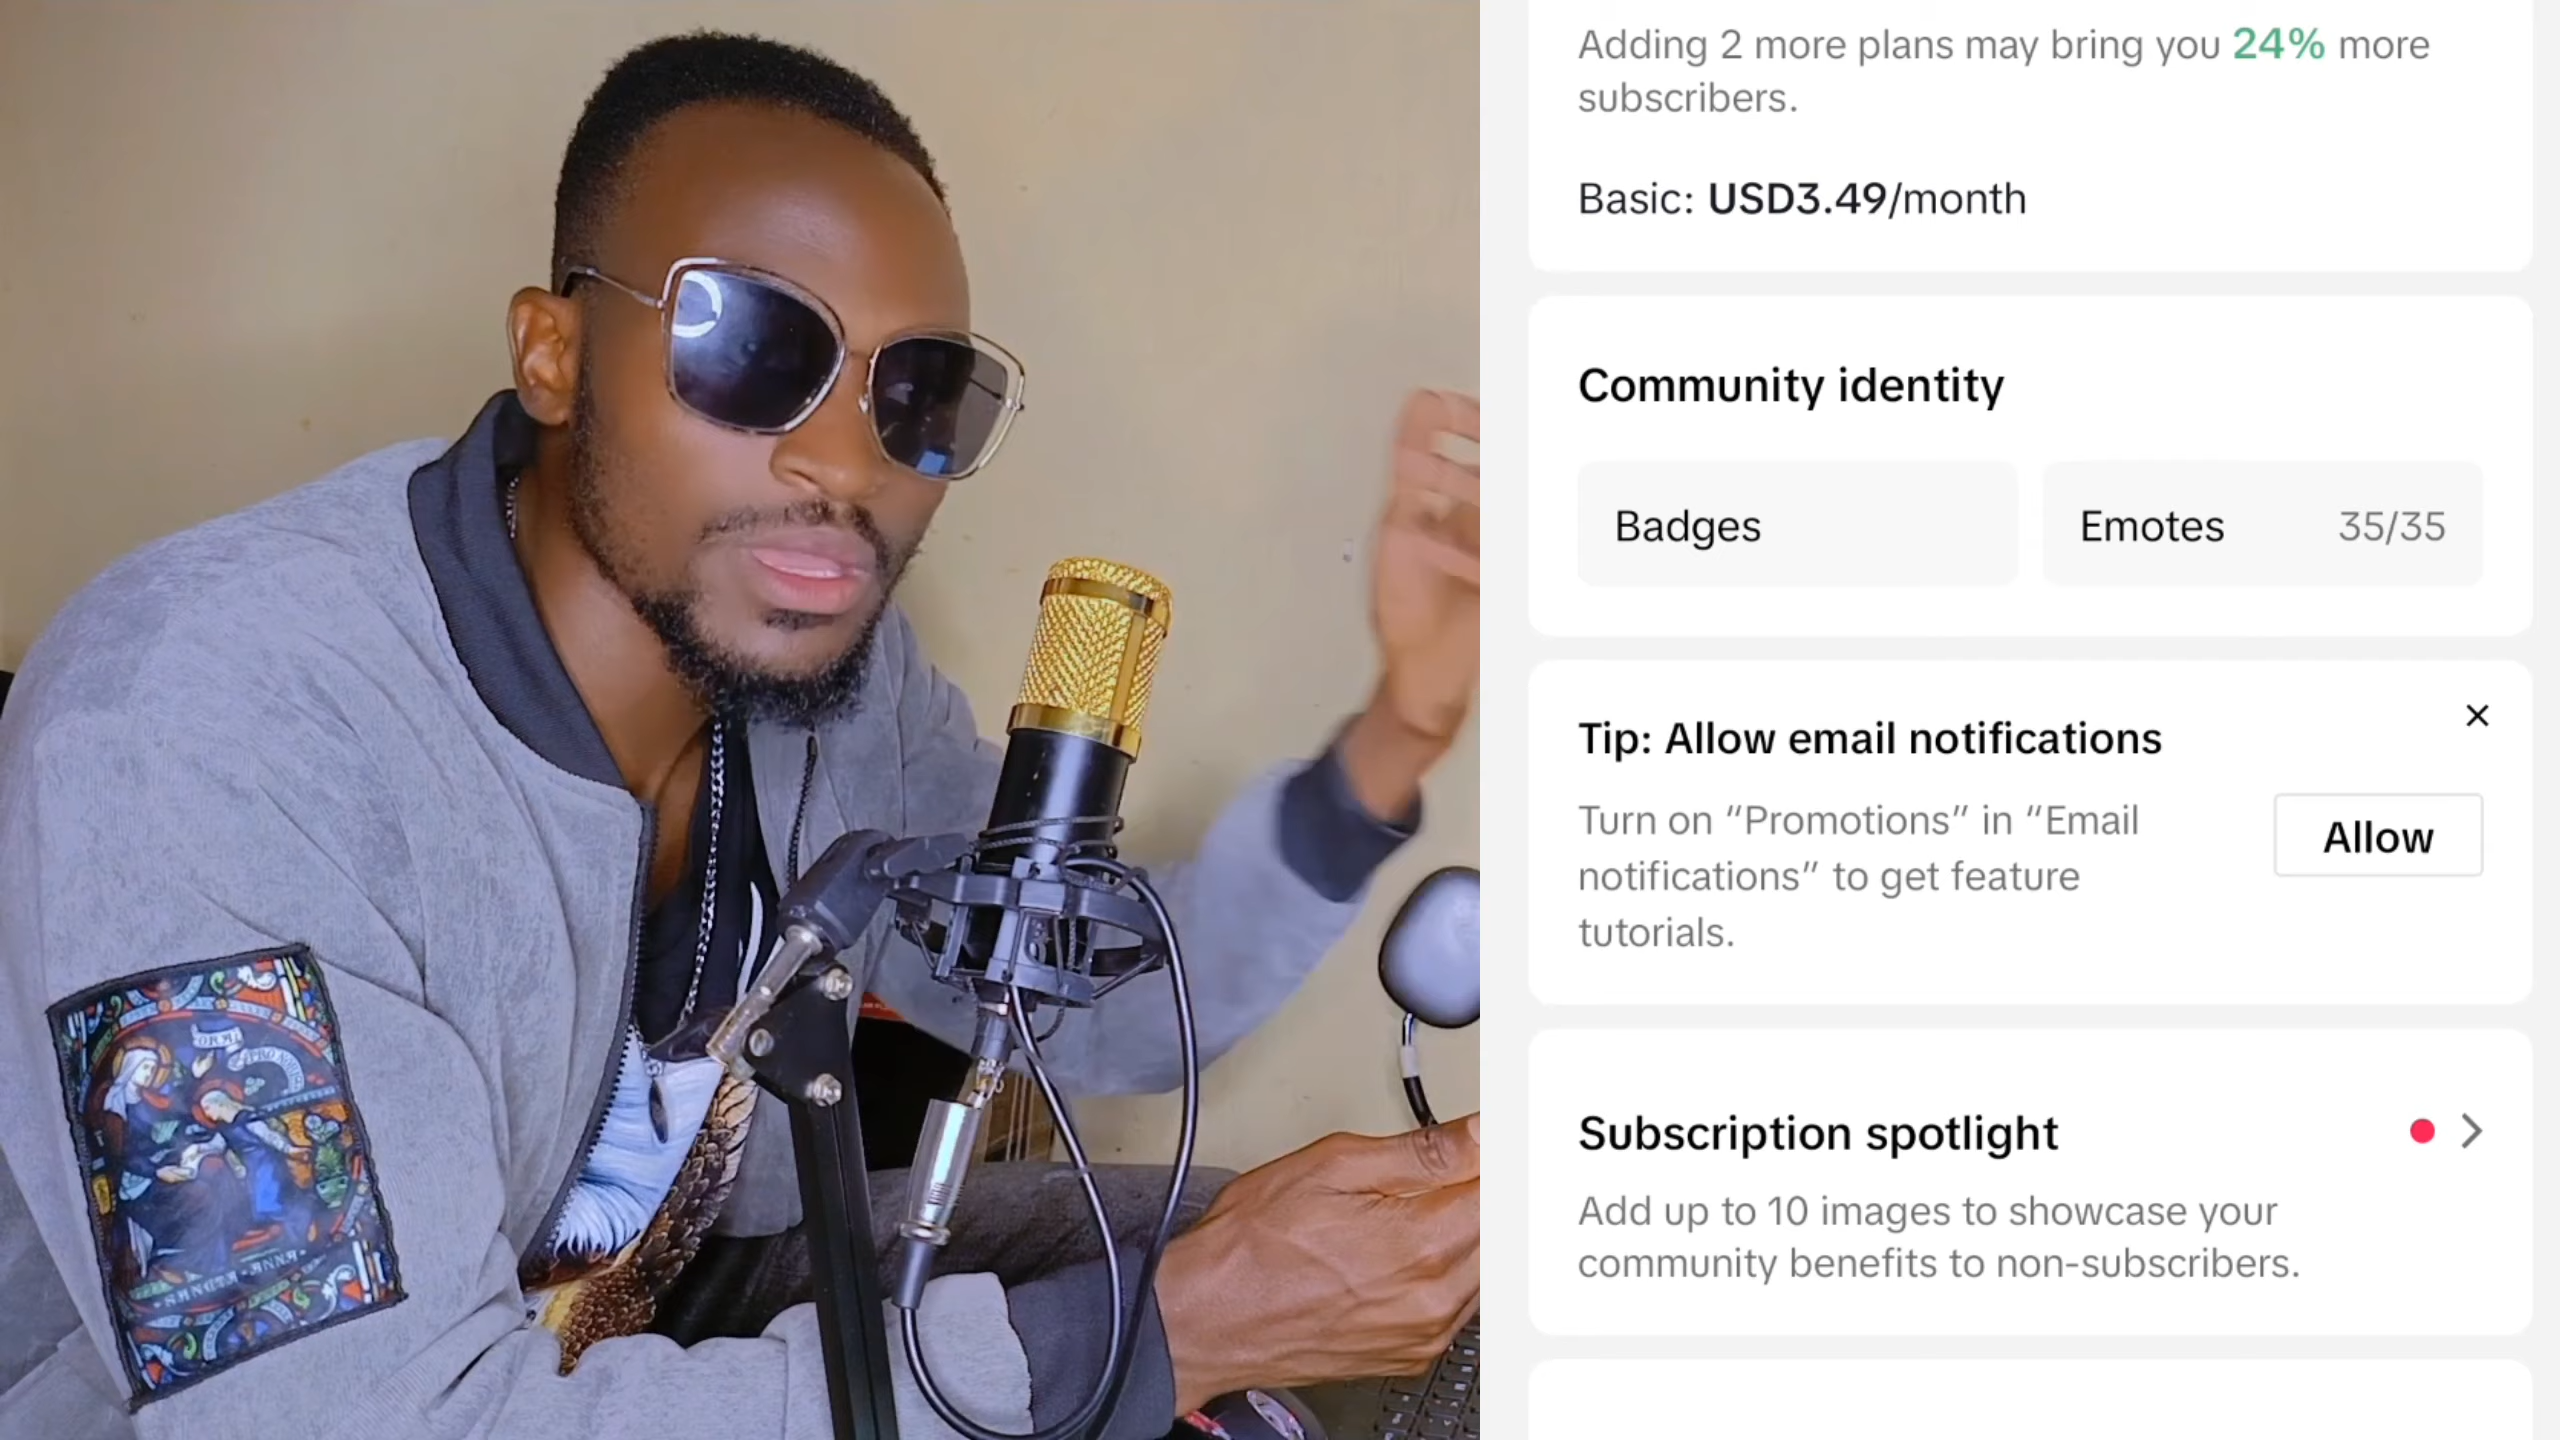 Adding 2 more plans may bring you 24% more
subscribers.
Basic: USD3.49/month
Community identity
Badges
Emotes 35/35
Tip: Allow email notifications
Turn on “Promotions” in “Email
notifications” to get feature
tutorials.
Allow
Subscription spotlight
Add up to 10 images to showcase your
community benefits to non-subscribers.